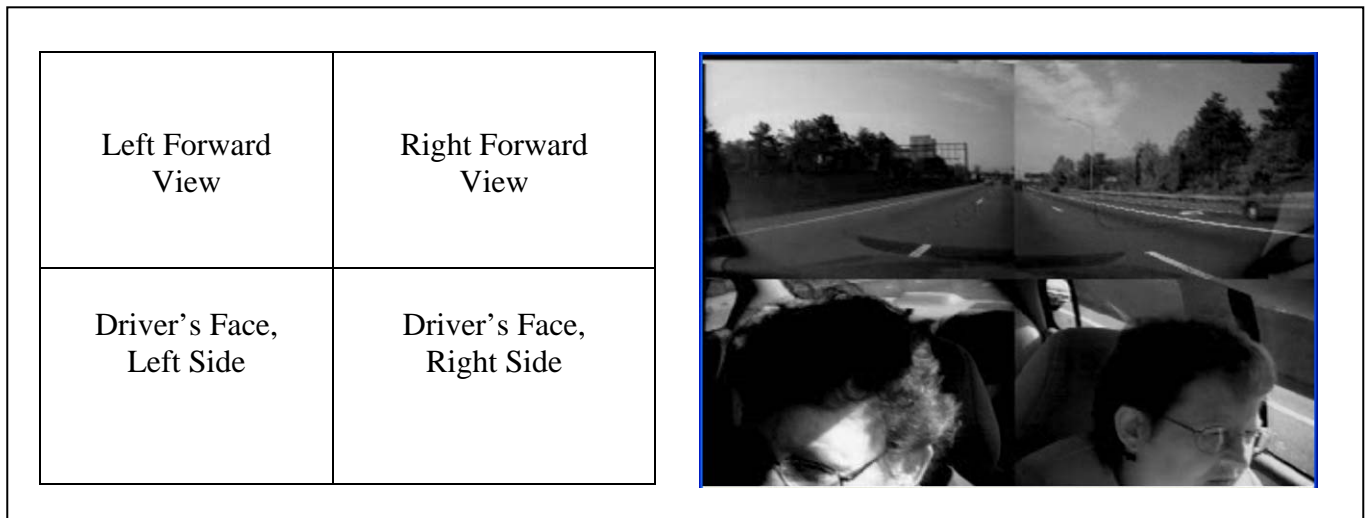 Left Forward
View
Right Forward
View
Driver’s Face,
Left Side
Driver’s Face,
Right Side